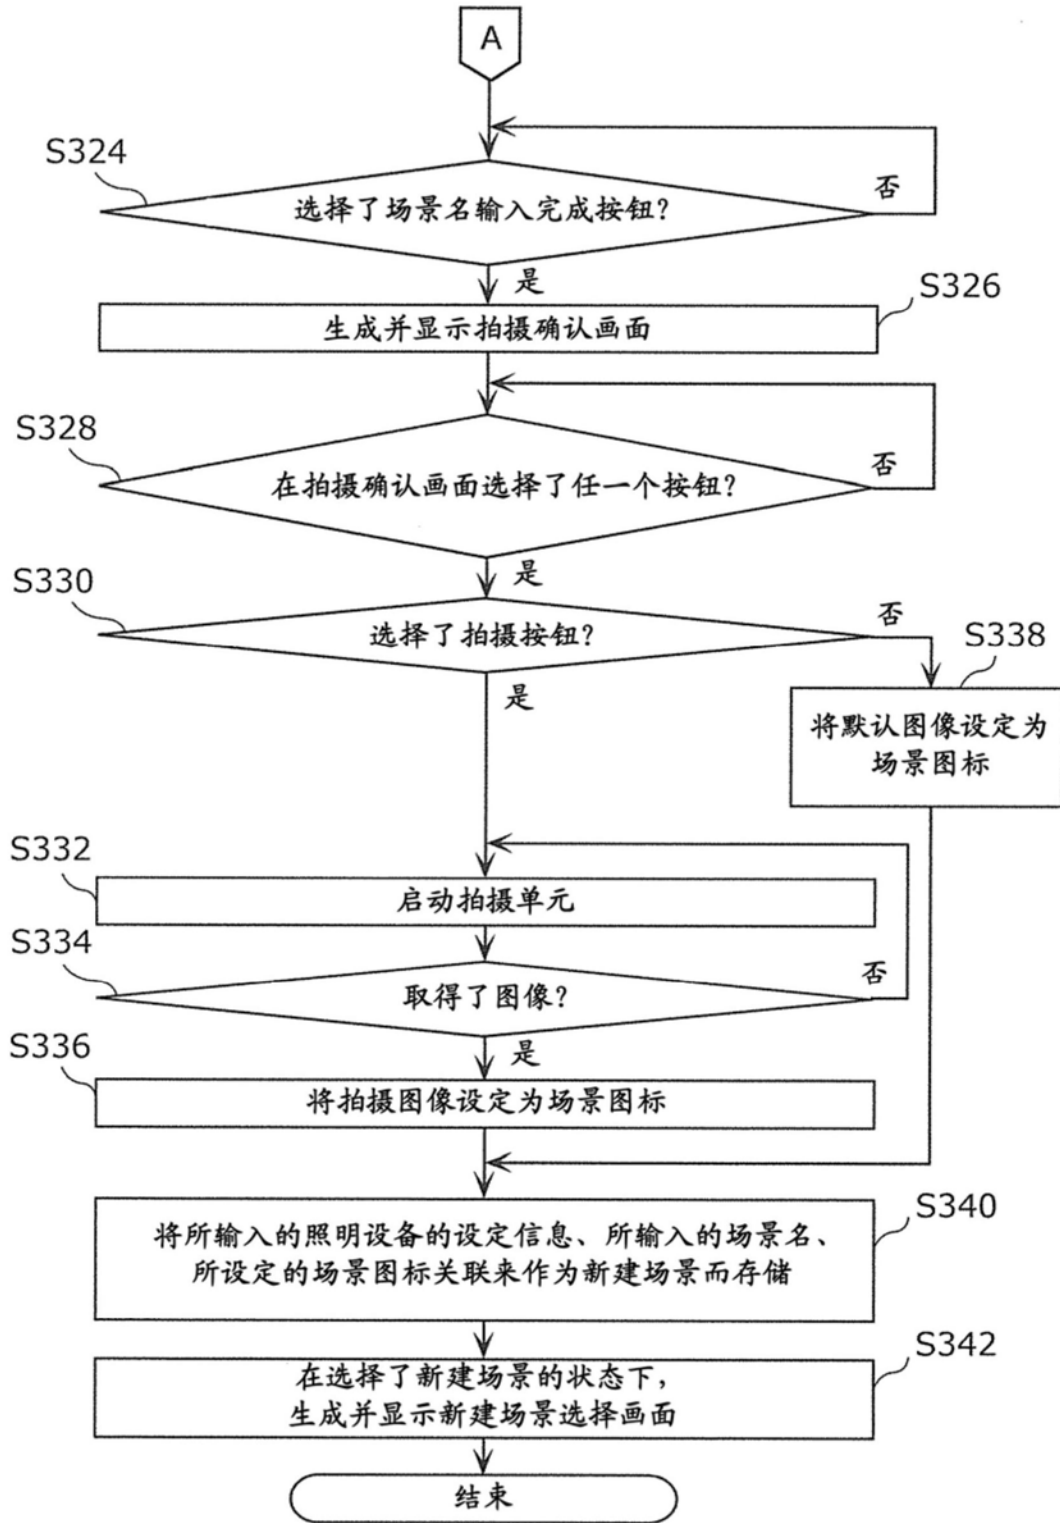 A
S324
选择了场景名输入完成按钮?
否
是
S326
生成并显示拍摄确认画面
S328
在拍摄确认画面选择了任一个按钮?
否
是
S330
选择了拍摄按钮?
否
是
S338
将默认图像设定为
场景图标
S332
启动拍摄单元
S334
取得了图像?
否
是
S336
将拍摄图像设定为场景图标
S340
将所输入的照明设备的设定信息、所输入的场景名、
所设定的场景图标关联来作为新建场景而存储
S342
在选择了新建场景的状态下,
生成并显示新建场景选择画面
结束